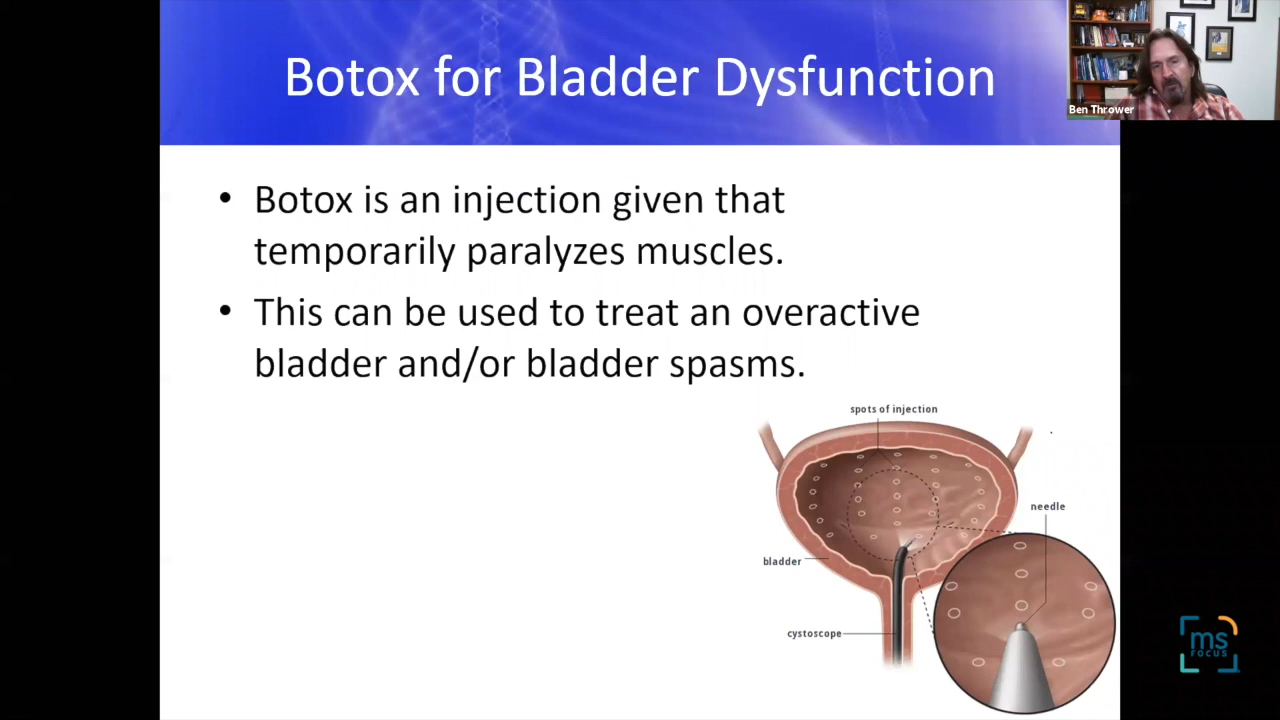 Botox for Bladder Dysfunction
Ben Thrower
• Botox is an injection given that
temporarily paralyzes muscles.
• This can be used to treat an overactive
bladder and/or bladder spasms.
spots of injection
needle
bladder
cystoscope
ms
FOCUS